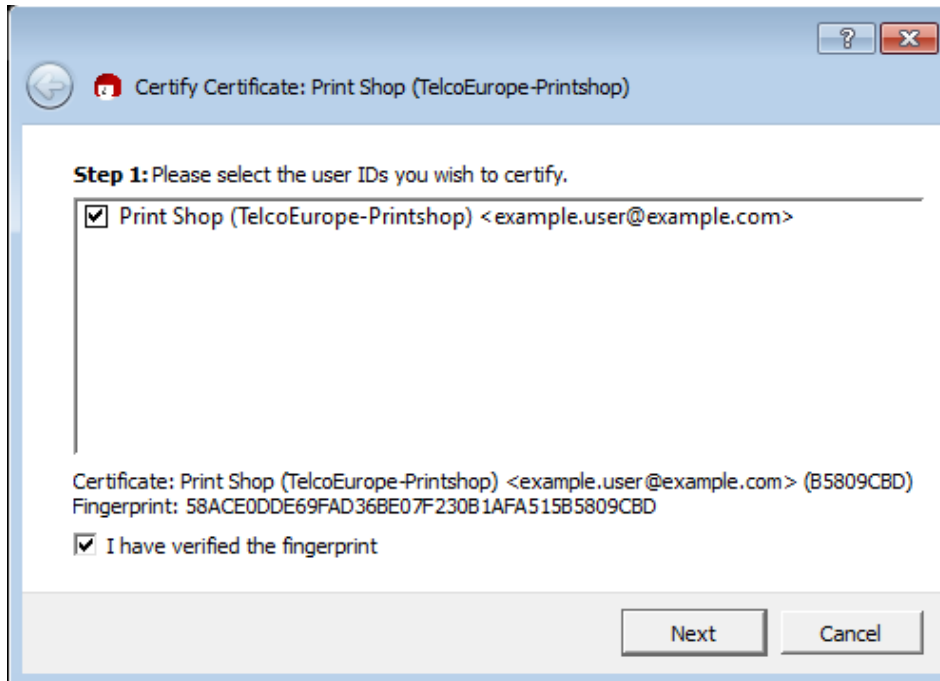 Certify Certificate: Print Shop (TelcoEurope-Printshop)
Step 1: Please select the user IDs you wish to certify.
Print Shop (TelcoEurope-Printshop) <example.user@example.com>
Certificate: Print Shop (TelcoEurope-Printshop) <example.user@example.com> (B5809CBD)
Fingerprint: 58ACE0DDE69FAD36BE07F230B1AFA515B5809CBD
I have verified the fingerprint
Next Cancel